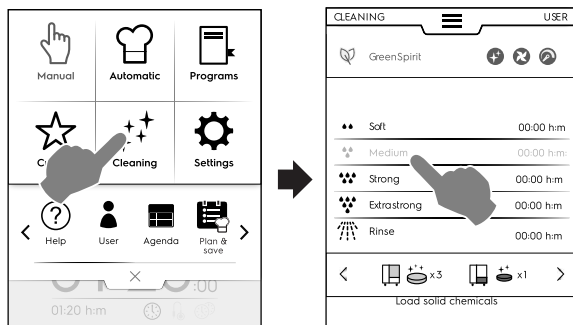 Manual Automatic Programs
Cleaning Settings
Help User Agenda Plan &
save
:00
01:20 h:m
CLEANING USER
GreenSpirit
Soft 00:00 h:m
Medium 00:00 h:m
Strong 00:00 h:m
Extrastrong 00:00 h:m
Rinse 00:00 h:m
x3 x1
Load solid chemicals